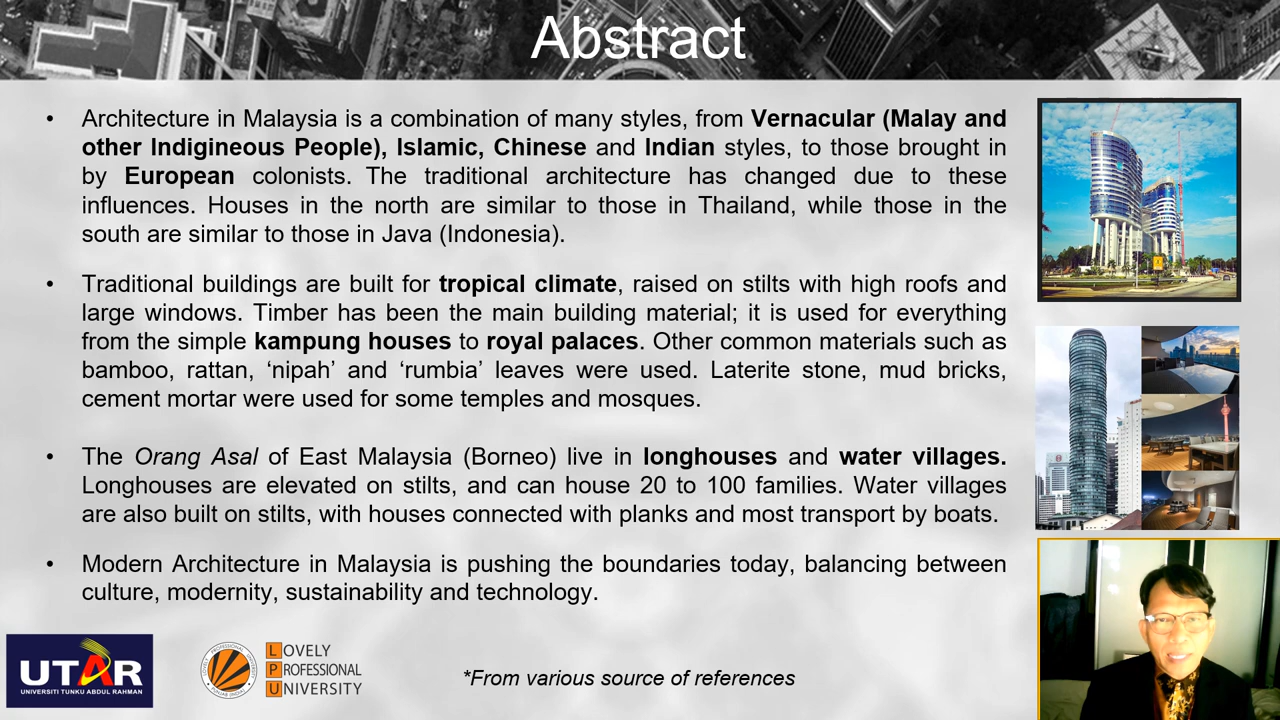 Abstract
• Architecture in Malaysia is a combination of many styles, from Vernacular (Malay and
other Indigineous People), Islamic, Chinese and Indian styles, to those brought in
by European colonists. The traditional architecture has changed due to these
influences. Houses in the north are similar to those in Thailand, while those in the
south are similar to those in Java (Indonesia).
• Traditional buildings are built for tropical climate, raised on stilts with high roofs and
large windows. Timber has been the main building material; it is used for everything
from the simple kampung houses to royal palaces. Other common materials such as
bamboo, rattan, ‘nipah’ and ‘rumbia’ leaves were used. Laterite stone, mud bricks,
cement mortar were used for some temples and mosques.
• The Orang Asal of East Malaysia (Borneo) live in longhouses and water villages.
Longhouses are elevated on stilts, and can house 20 to 100 families. Water villages
are also built on stilts, with houses connected with planks and most transport by boats.
• Modern Architecture in Malaysia is pushing the boundaries today, balancing between
culture, modernity, sustainability and technology.
UTAR
UNIVERSITI TUNKU ABDUL RAHMAN
LOVELY
PROFESSIONAL
UNIVERSITY
*From various source of references